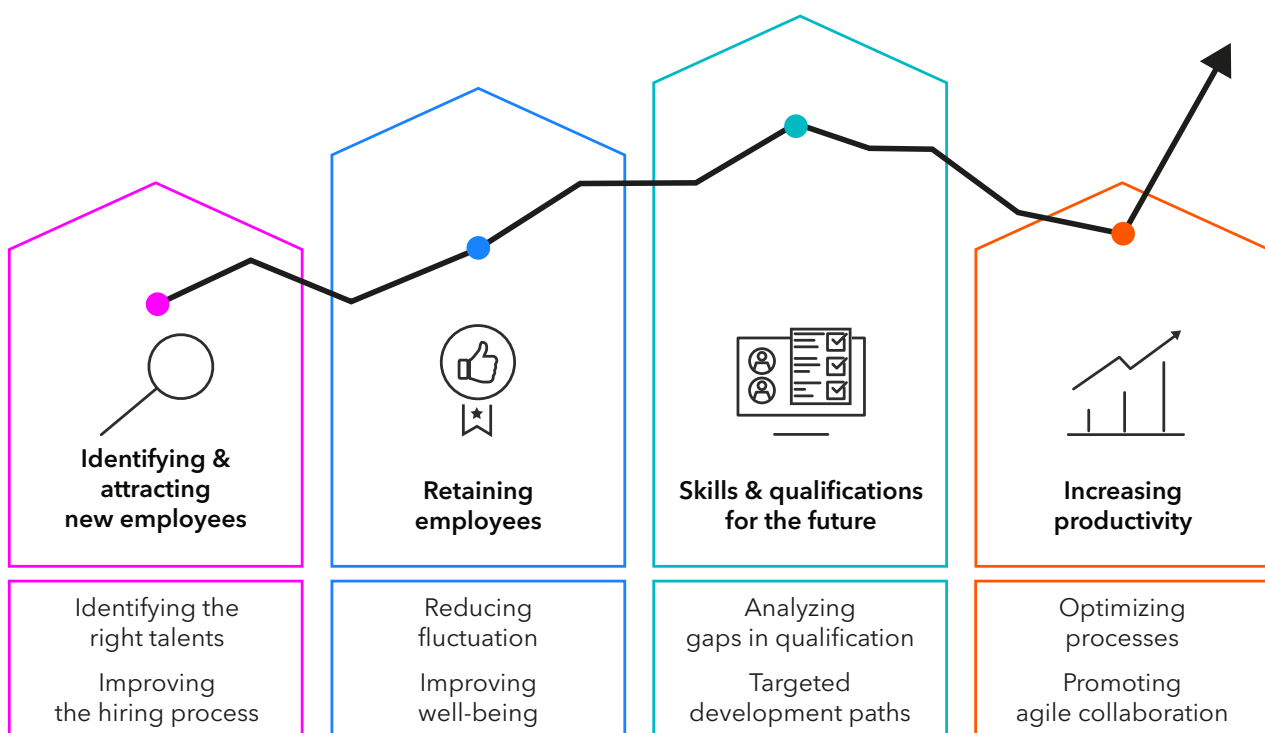 Identifying &
attracting
new employees
Retaining
employees
Skills & qualifications
for the future
Increasing
productivity
Identifying the
right talents
Improving
the hiring process
Reducing
fluctuation
Improving
well-being
Analyzing
gaps in qualification
Targeted
development paths
Optimizing
processes
Promoting
agile collaboration